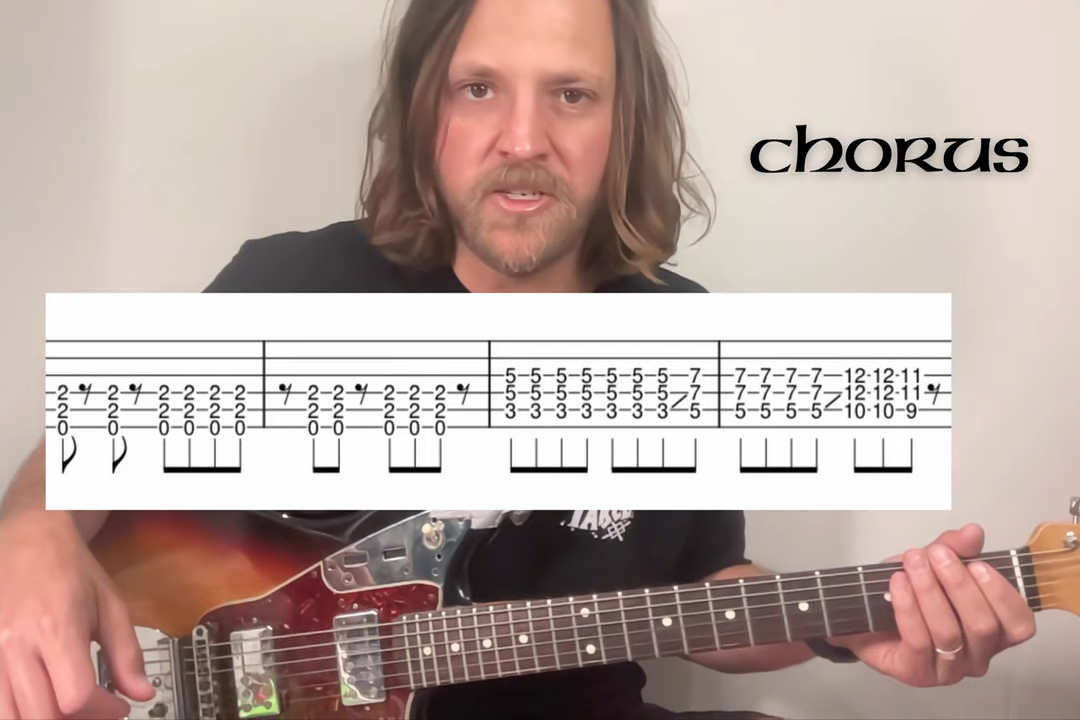 chorus
5 5 5 5 5 5 5 7 7 7 7 7 12 12 11
2 2 2 2 2 2 2 2 2 2 2 5 5 5 5 5 5 5 7 7 7 7 7 12 12 11
2 2 2 2 2 2 2 2 2 2 2 3 3 3 3 3 3 3 5 5 5 5 5 10 10 9
0 0 0 0 0 0 0 0 0 0 0